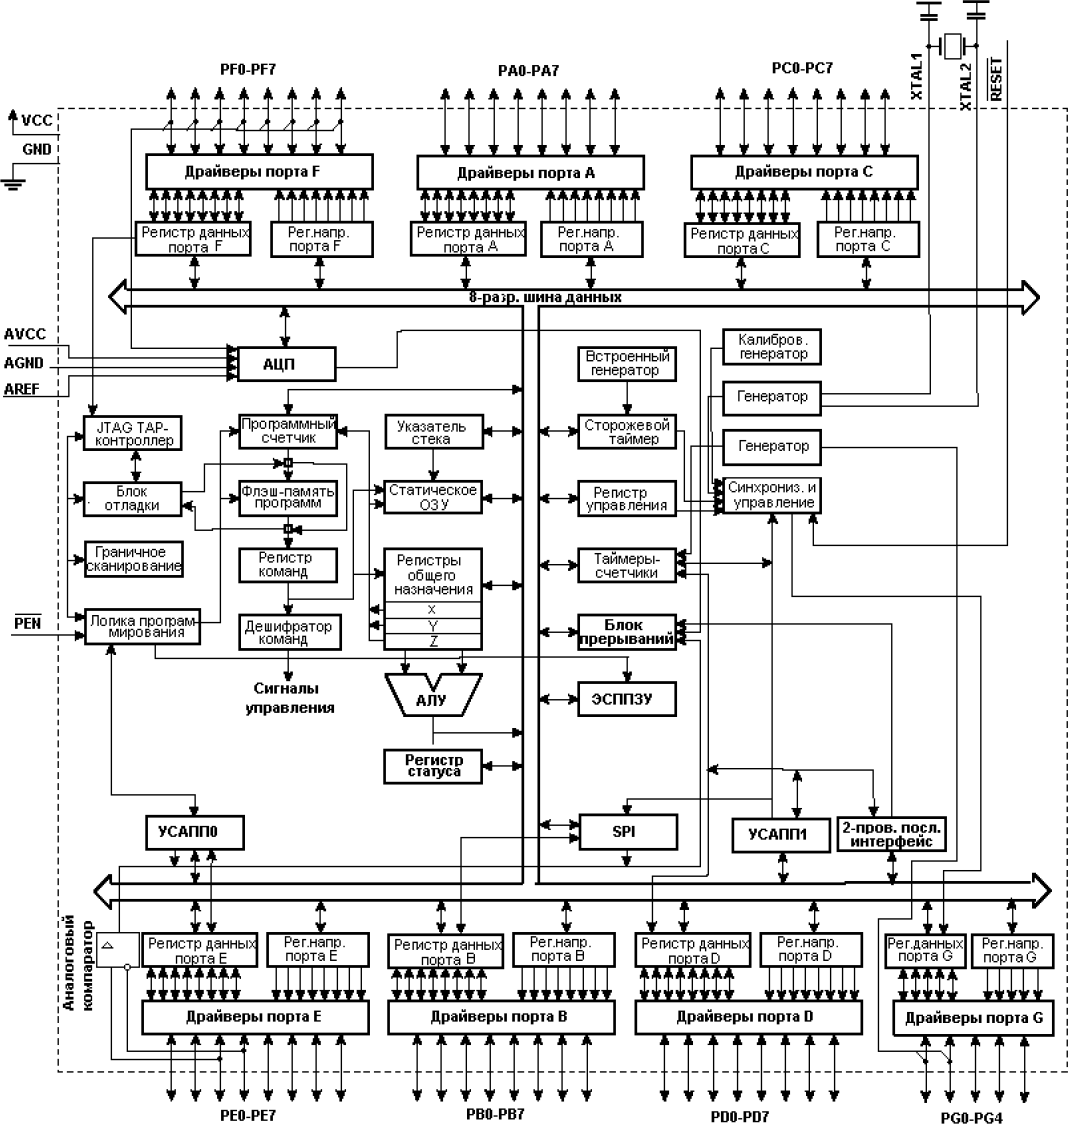 PF0-PF7
PA0-PA7
PC0-PC7
XTAL1
XTAL2
RESET
VCC
GND
Драйверы порта F
Драйверы порта A
Драйверы порта C
Регистр данных
порта F
Рег.напр.
порта F
Регистр данных
порта A
Рег.напр.
порта A
Регистр данных
порта C
Рег.напр.
порта C
8-разр. шина данных
AVCC
AGND
AREF
АЦП
Встроенный
генератор
Калибров.
генератор
Генератор
JTAG TAP-
контроллер
Программный
счетчик
Указатель
стека
Сторожевой
таймер
Генератор
Блок
отладки
Флэш-память
программ
Статическое
ОЗУ
Регистр
управления
Синхрониз. и
управление
Граничное
сканирование
Регистр
команд
Регистры
общего
назначения
X
Y
Z
Таймеры-
счетчики
PEN
Логика програм
мирования
Дешифратор
команд
Блок
прерываний
Сигналы
управления
АЛУ
ЭСППЗУ
Регистр
статуса
УСАПП0
SPI
УСАПП1
2-пров. посл.
интерфейс
Аналоговый
компаратор
Регистр данных
порта E
Рег.напр.
порта E
Регистр данных
порта B
Рег.напр.
порта B
Регистр данных
порта D
Рег.напр.
порта D
Рег.данных
порта G
Рег.напр.
порта G
Драйверы порта E
Драйверы порта B
Драйверы порта D
Драйверы порта G
PE0-PE7
PB0-PB7
PD0-PD7
PG0-PG4